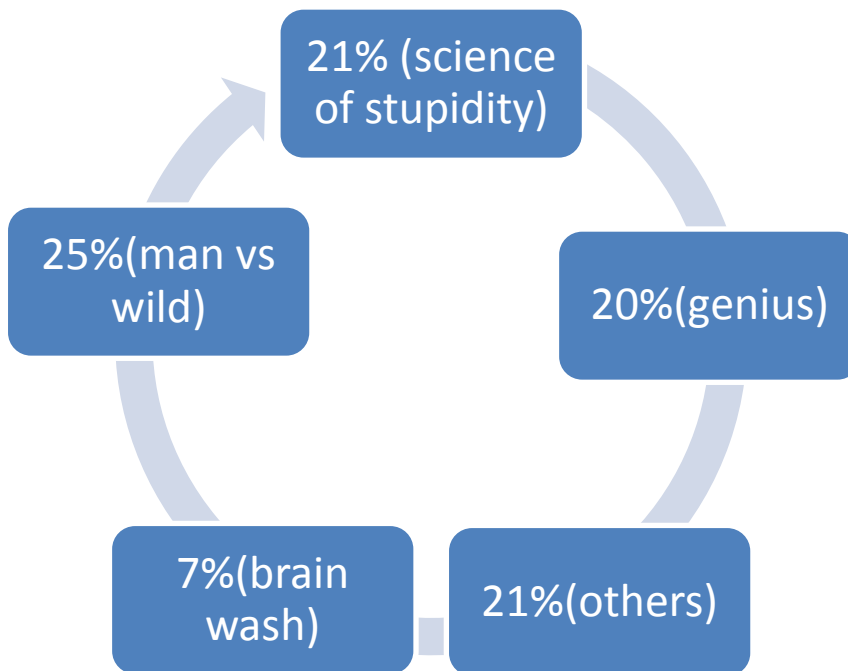 21% (science
of stupidity)
20%(genius)
21%(others)
7%(brain
wash)
25%(man vs
wild)